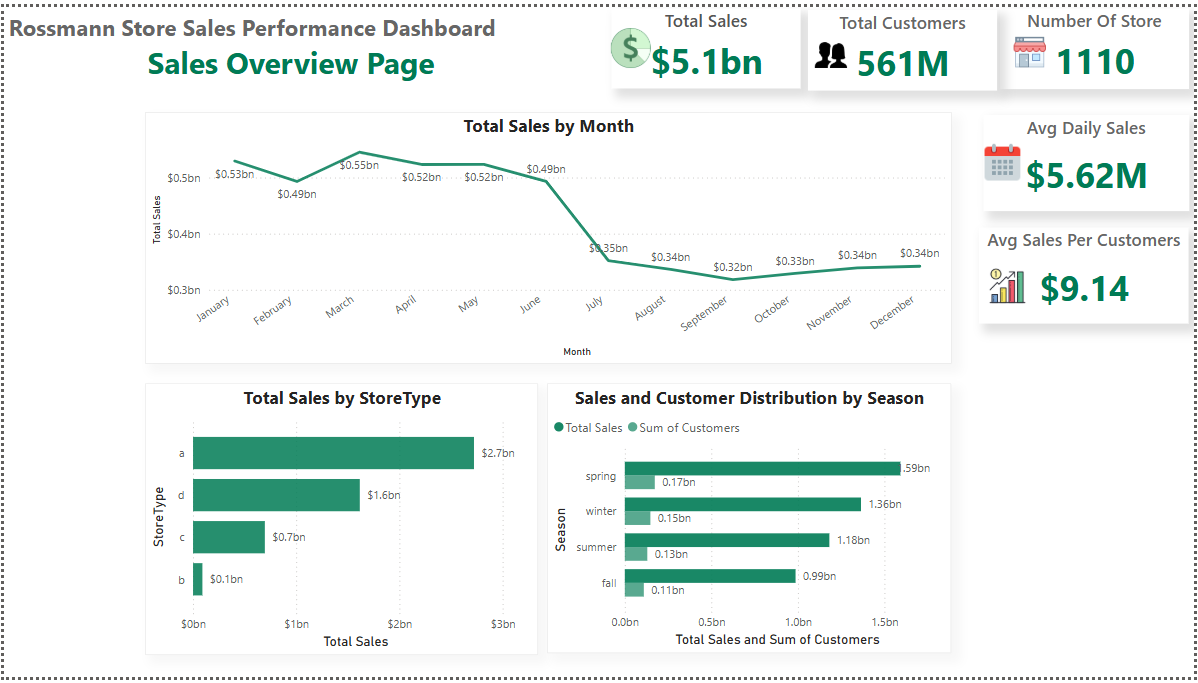 Rossmann Store Sales Performance Dashboard
Sales Overview Page
Total Sales
$5.1bn
Total Customers
561M
Number Of Store
1110
Avg Daily Sales
$5.62M
Avg Sales Per Customers
$9.14
Total Sales by Month
Total Sales
$0.5bn
$0.4bn
$0.3bn
$0.53bn
$0.49bn
$0.55bn
$0.52bn
$0.52bn
$0.49bn
$0.35bn
$0.34bn
$0.32bn
$0.33bn
$0.34bn
$0.34bn
January
February
March
April
May
June
July
August
September
October
November
December
Month
Total Sales by StoreType
StoreType
a
$2.7bn
d
$1.6bn
c
$0.7bn
b
$0.1bn
$0bn
$1bn
$2bn
$3bn
Total Sales
Sales and Customer Distribution by Season
Total Sales
Sum of Customers
Season
spring
.59bn
0.17bn
winter
1.36bn
0.15bn
summer
1.18bn
0.13bn
fall
0.99bn
0.11bn
0.0bn
0.5bn
1.0bn
1.5bn
Total Sales and Sum of Customers